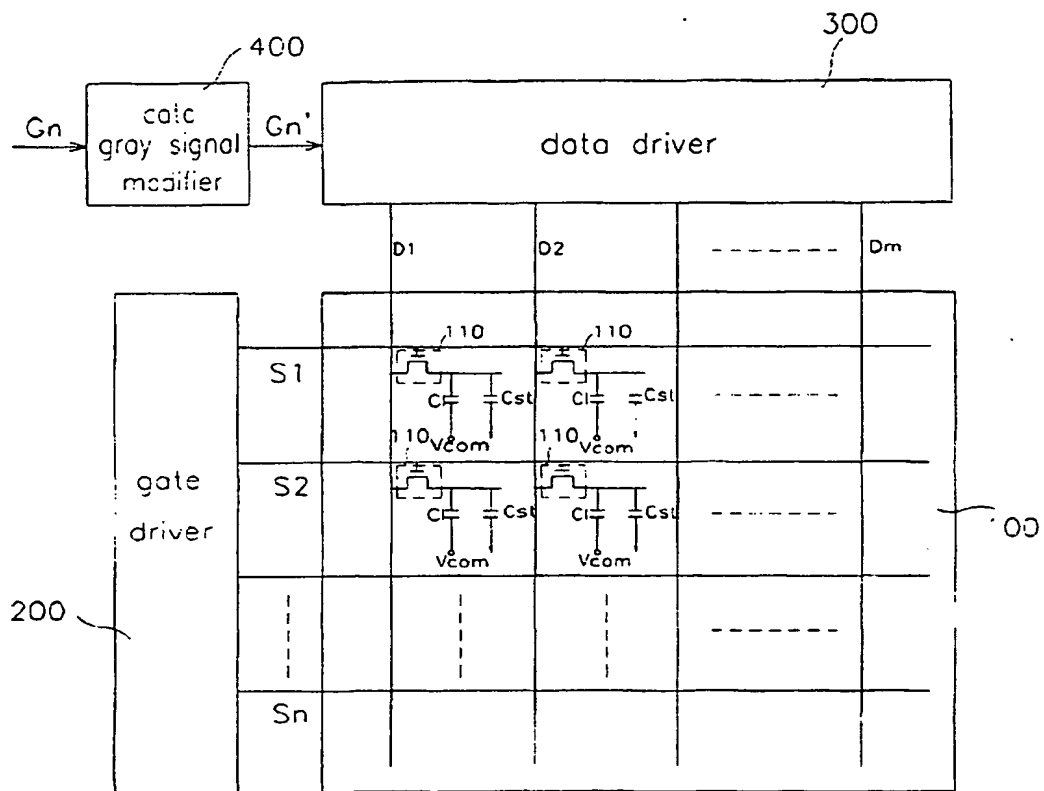 400
300
calc
gray signal
modifier
Gn
Gn'
data driver
D1
D2
Dm
110
110
S1
Cl
Cst
Cl
Cst
Vcom
Vcom
110
110
S2
Cl
Cst
Cl
Cst
Vcom
Vcom
gate
driver
00
200
Sn